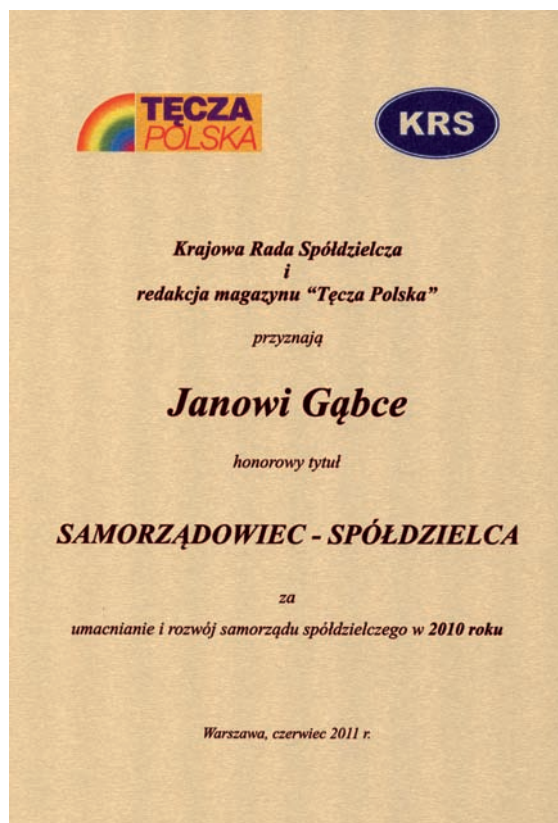 TĘCZA
POLSKA
KRS
Krajowa Rada Spółdzielcza
i
redakcja magazynu “Tęcza Polska”
przyznają
Janowi Gąbce
honorowy tytuł
SAMORZĄDOWIEC - SPÓŁDZIELCA
za
umacnianie i rozwój samorządu spółdzielczego w 2010 roku
Warszawa, czerwiec 2011 r.